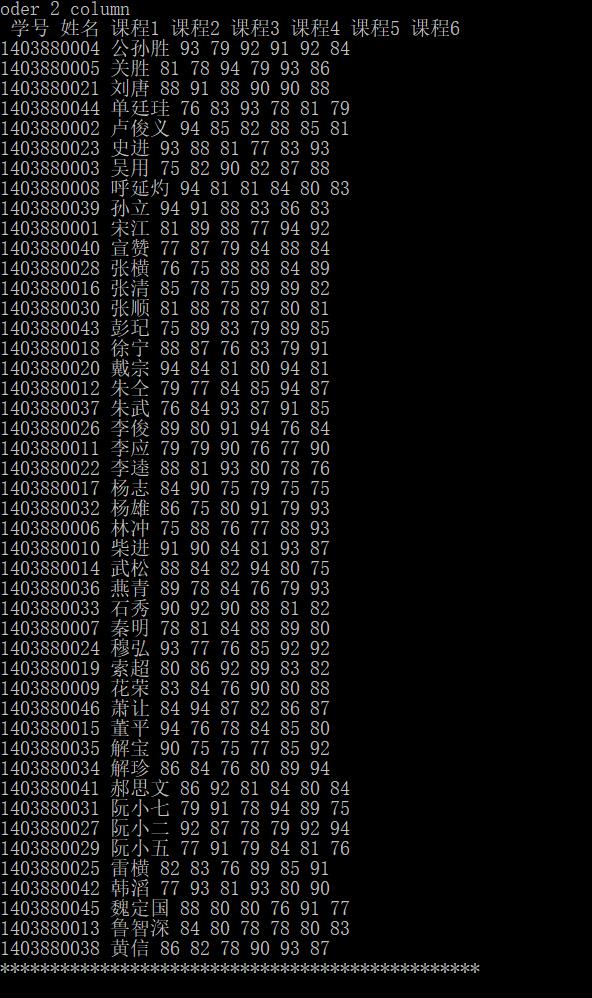 oder 2 column
学号 姓名 课程1 课程2 课程3 课程4 课程5 课程6
1403880004 公孙胜 93 79 92 91 92 84
1403880005 关胜 81 78 94 79 93 86
1403880021 刘唐 88 91 88 90 90 88
1403880044 单廷珪 76 83 93 78 81 79
1403880002 卢俊义 94 85 82 88 85 81
1403880023 史进 93 88 81 77 83 93
1403880003 吴用 75 82 90 82 87 88
1403880008 呼延灼 94 81 81 84 80 83
1403880039 孙立 94 91 88 83 86 83
1403880001 宋江 81 89 88 77 94 92
1403880040 宣赞 77 87 79 84 88 84
1403880028 张横 76 75 88 88 84 89
1403880016 张清 85 78 75 89 89 82
1403880030 张顺 81 88 78 87 80 81
1403880043 彭玘 75 89 83 79 89 85
1403880018 徐宁 88 87 76 83 79 91
1403880020 戴宗 94 84 81 80 94 81
1403880012 朱仝 79 77 84 85 94 87
1403880037 朱武 76 84 93 87 91 85
1403880026 李俊 89 80 91 94 76 84
1403880011 李应 79 79 90 76 77 90
1403880022 李逵 88 81 93 80 78 76
1403880017 杨志 84 90 75 79 75 75
1403880032 杨雄 86 75 80 91 79 93
1403880006 林冲 75 88 76 77 88 93
1403880010 柴进 91 90 84 81 93 87
1403880014 武松 88 84 82 94 80 75
1403880036 燕青 89 78 84 76 79 93
1403880033 石秀 90 92 90 88 81 82
1403880007 秦明 78 81 84 88 89 80
1403880024 穆弘 93 77 76 85 92 92
1403880019 索超 80 86 92 89 83 82
1403880009 花荣 83 84 76 90 80 88
1403880046 萧让 84 94 87 82 86 87
1403880015 董平 94 76 78 84 85 80
1403880035 解宝 90 75 75 77 85 92
1403880034 解珍 86 84 76 80 89 94
1403880041 郝思文 86 92 81 84 80 84
1403880031 阮小七 79 91 78 94 89 75
1403880027 阮小二 92 87 78 79 92 94
1403880029 阮小五 77 91 79 84 81 76
1403880025 雷横 82 83 76 89 85 91
1403880042 韩滔 77 93 81 93 80 90
1403880045 魏定国 88 80 80 76 91 77
1403880013 鲁智深 84 80 78 78 80 83
1403880038 黄信 86 82 78 90 93 87
************************************************